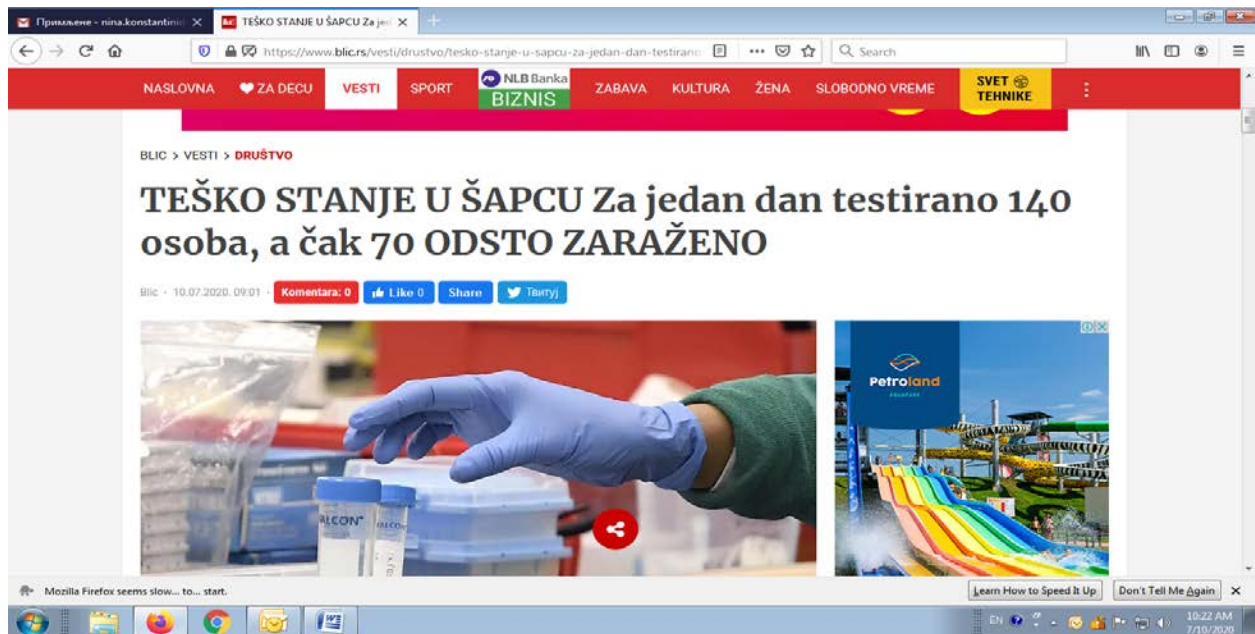 Примљене - nina.konstantini
TEŠKO STANJE U ŠAPCU Za jed
https://www.blic.rs/vesti/drustvo/tesko-stanje-u-sapcu-za-jedan-dan-testirano
Search
NASLOVNA ZA DECU VESTI SPORT NLB Banka BIZNIS ZABAVA KULTURA ŽENA SLOBODNO VREME SVET TEHNIKE
BLIC > VESTI > DRUŠTVO
TEŠKO STANJE U ŠAPCU Za jedan dan testirano 140
osoba, a čak 70 ODSTO ZARAŽENO
Blic - 10.07.2020. 09:01 - Komentara: 0 Like 0 Share Твитуј
Petroland
AQUAPARK
FALCON
Mozilla Firefox seems slow... to... start.
Learn How to Speed It Up
Don't Tell Me Again
EN
10:22 AM
7/10/2020